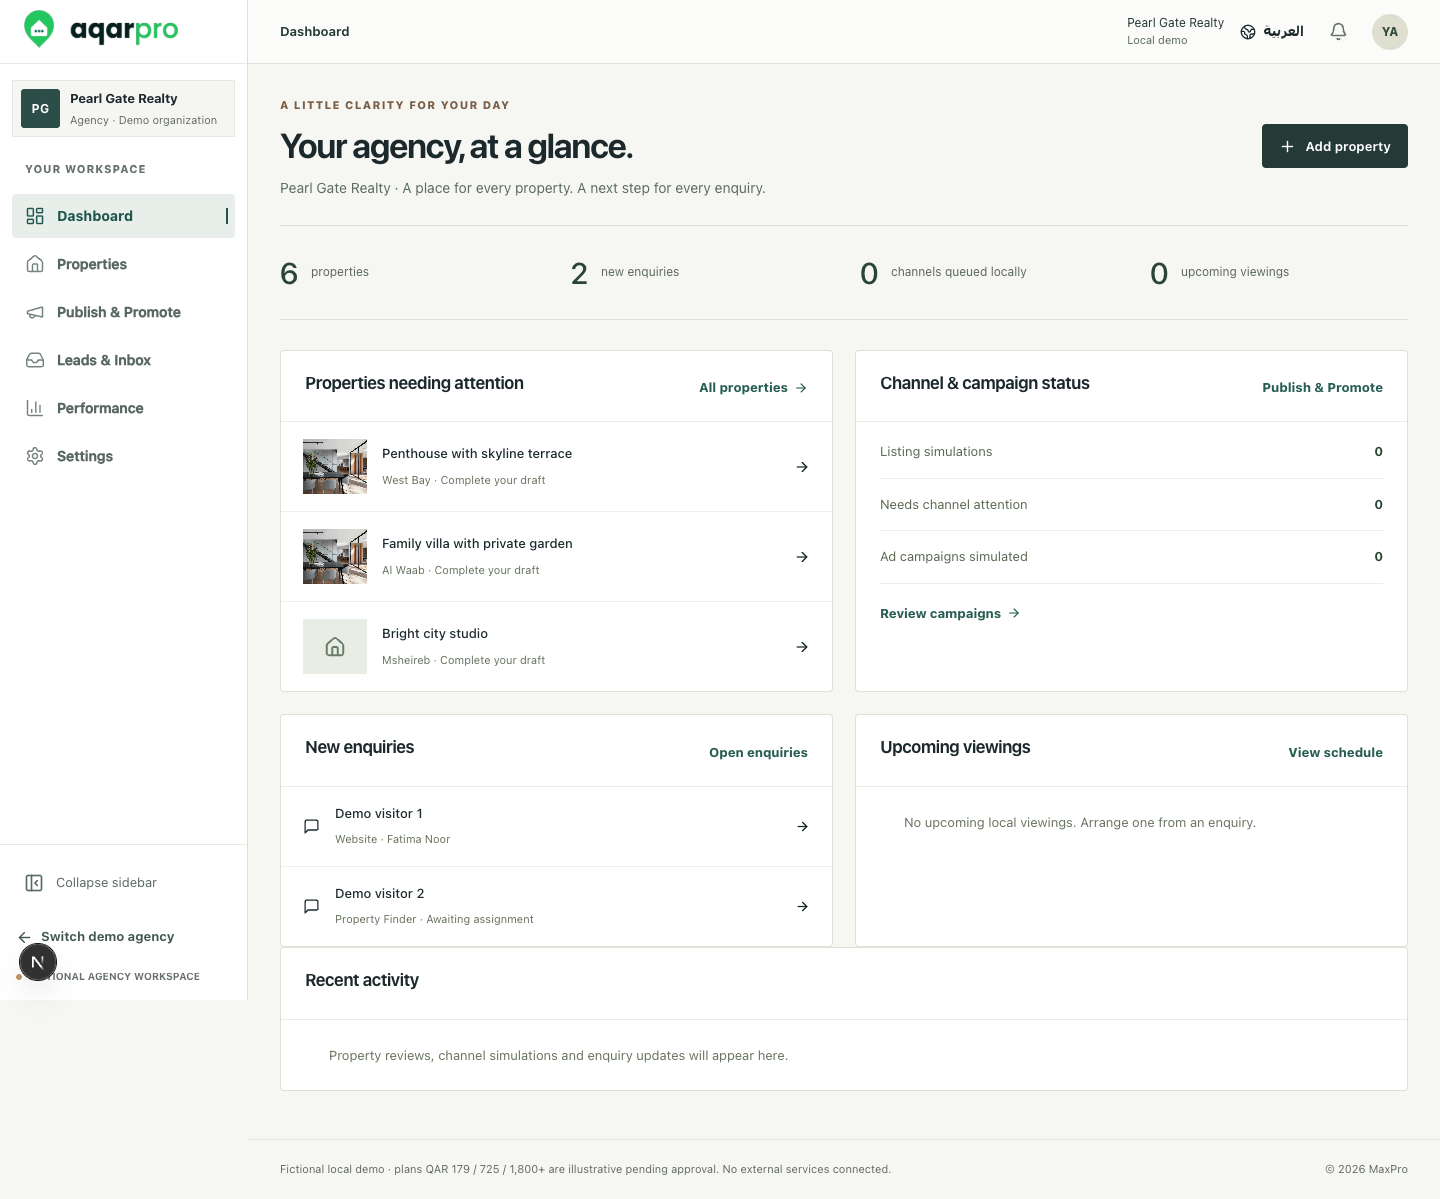 aqarpro
PG
Pearl Gate Realty
Agency · Demo organization
YOUR WORKSPACE
Dashboard
Properties
Publish & Promote
Leads & Inbox
Performance
Settings
Collapse sidebar
Switch demo agency
N
AGENCY WORKSPACE
Dashboard
Pearl Gate Realty
Local demo
العربية
YA
A LITTLE CLARITY FOR YOUR DAY
Your agency, at a glance.
Pearl Gate Realty · A place for every property. A next step for every enquiry.
Add property
6 properties
2 new enquiries
0 channels queued locally
0 upcoming viewings
Properties needing attention
All properties
Penthouse with skyline terrace
West Bay · Complete your draft
Family villa with private garden
Al Waab · Complete your draft
Bright city studio
Msheireb · Complete your draft
Channel & campaign status
Publish & Promote
Listing simulations 0
Needs channel attention 0
Ad campaigns simulated 0
Review campaigns
New enquiries
Open enquiries
Demo visitor 1
Website · Fatima Noor
Demo visitor 2
Property Finder · Awaiting assignment
Upcoming viewings
View schedule
No upcoming local viewings. Arrange one from an enquiry.
Recent activity
Property reviews, channel simulations and enquiry updates will appear here.
Fictional local demo · plans QAR 179 / 725 / 1,800+ are illustrative pending approval. No external services connected.
© 2026 MaxPro